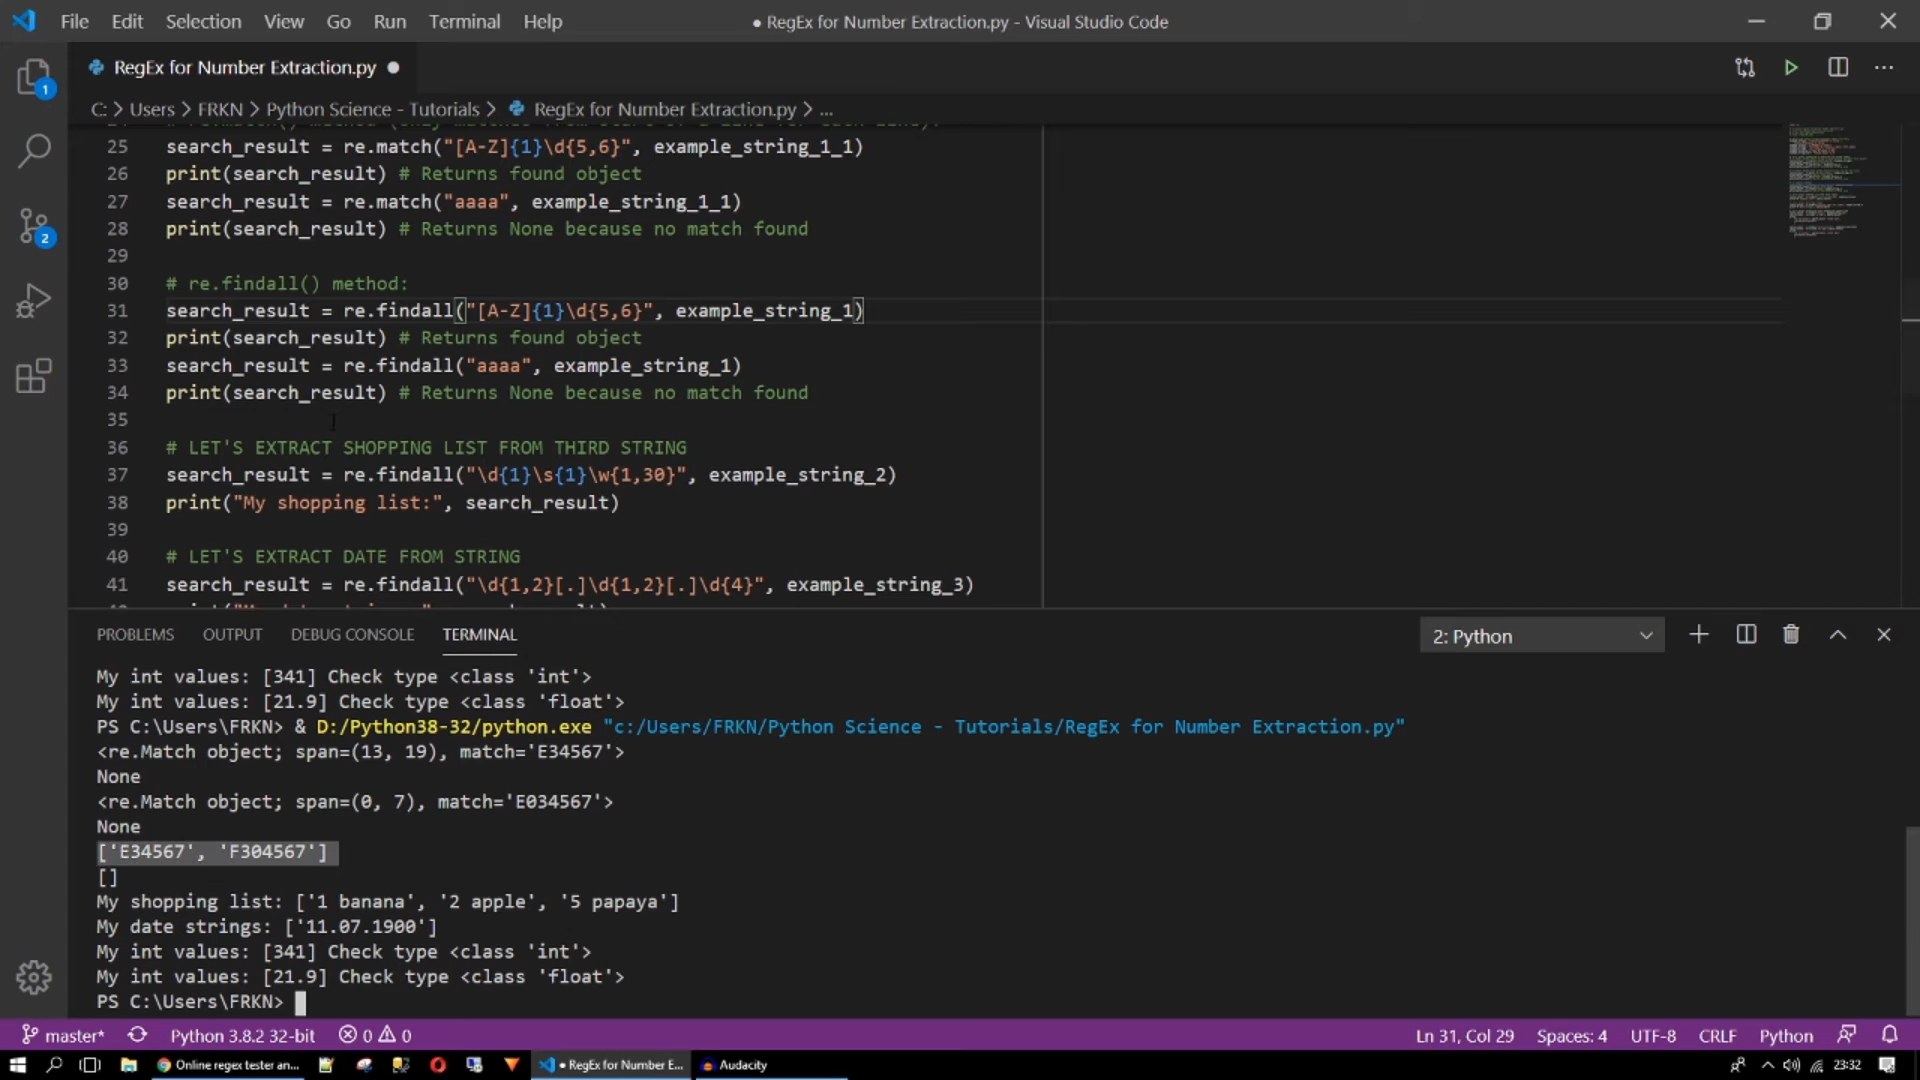 File Edit Selection View Go Run Terminal Help
● RegEx for Number Extraction.py - Visual Studio Code
RegEx for Number Extraction.py ●
C: > Users > FRKN > Python Science - Tutorials > RegEx for Number Extraction.py > ...
25 search_result = re.match("[A-Z]{1}\d{5,6}", example_string_1_1)
26 print(search_result) # Returns found object
27 search_result = re.match("aaaa", example_string_1_1)
28 print(search_result) # Returns None because no match found
29
30 # re.findall() method:
31 search_result = re.findall("[A-Z]{1}\d{5,6}", example_string_1)
32 print(search_result) # Returns found object
33 search_result = re.findall("aaaa", example_string_1)
34 print(search_result) # Returns None because no match found
35
36 # LET'S EXTRACT SHOPPING LIST FROM THIRD STRING
37 search_result = re.findall("\d{1}\s{1}\w{1,30}", example_string_2)
38 print("My shopping list:", search_result)
39
40 # LET'S EXTRACT DATE FROM STRING
41 search_result = re.findall("\d{1,2}[.]\d{1,2}[.]\d{4}", example_string_3)
PROBLEMS OUTPUT DEBUG CONSOLE TERMINAL 2: Python
My int values: [341] Check type <class 'int'>
My int values: [21.9] Check type <class 'float'>
PS C:\Users\FRKN> & D:/Python38-32/python.exe "c:/Users/FRKN/Python Science - Tutorials/RegEx for Number Extraction.py"
<re.Match object; span=(13, 19), match='E34567'>
None
<re.Match object; span=(0, 7), match='E034567'>
None
['E34567', 'F304567']
[]
My shopping list: ['1 banana', '2 apple', '5 papaya']
My date strings: ['11.07.1900']
My int values: [341] Check type <class 'int'>
My int values: [21.9] Check type <class 'float'>
PS C:\Users\FRKN>
master* Python 3.8.2 32-bit 0 0 Ln 31, Col 29 Spaces: 4 UTF-8 CRLF Python
Online regex tester an... ● RegEx for Number E... Audacity 23:32